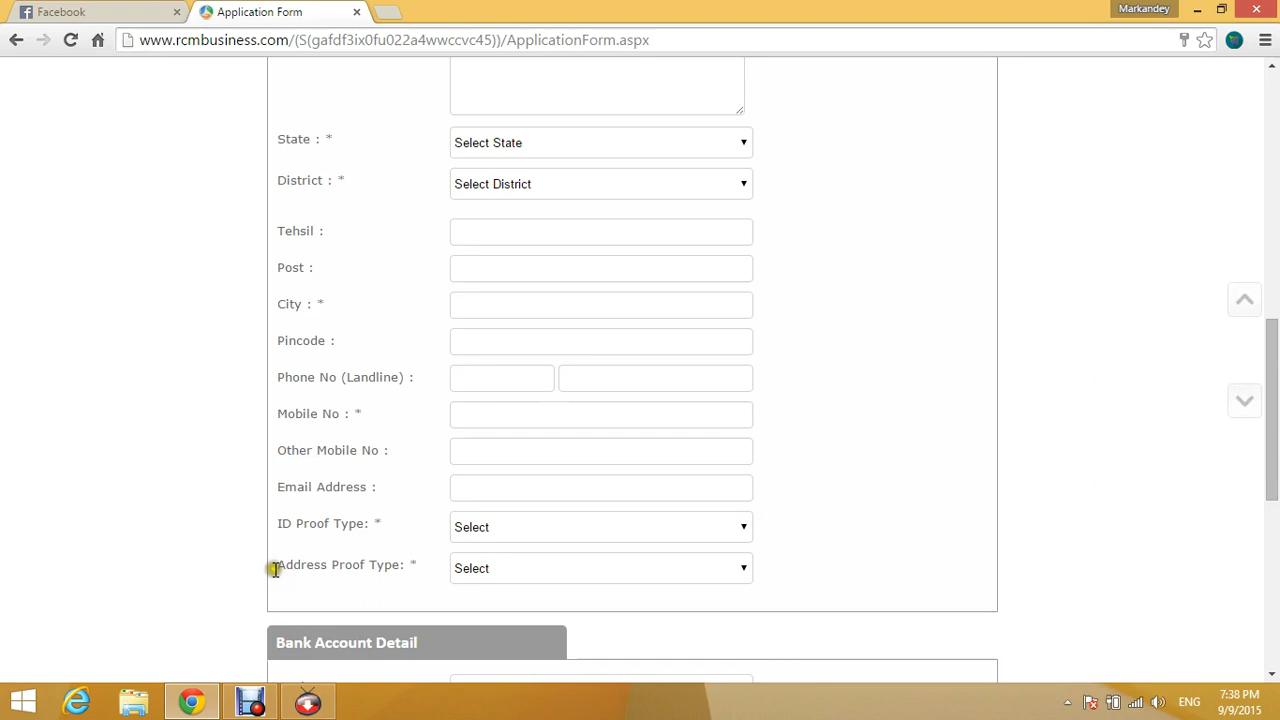 Facebook × Application Form × Markandey
www.rcmbusiness.com/(S(gafdf3ix0fu022a4wwccvc45))/ApplicationForm.aspx
State : * Select State
District : * Select District
Tehsil :
Post :
City : *
Pincode :
Phone No (Landline) :
Mobile No : *
Other Mobile No :
Email Address :
ID Proof Type: * Select
Address Proof Type: * Select
Bank Account Detail
ENG 7:38 PM
9/9/2015